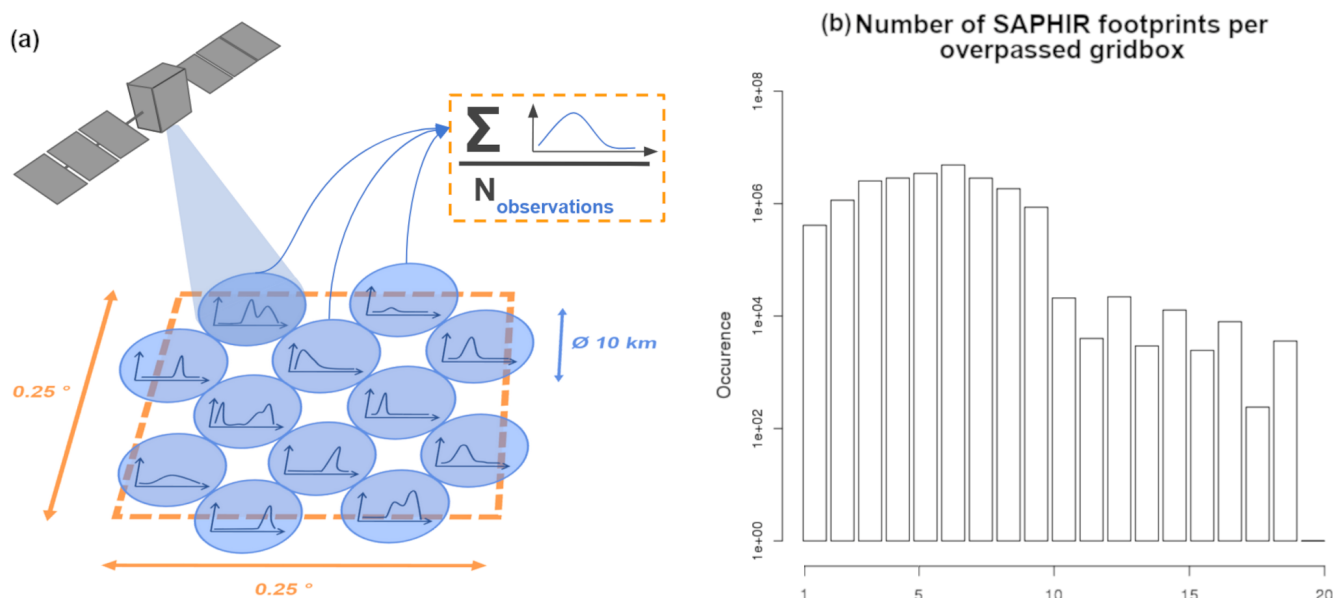 (a)
Σ
N observations
Ø 10 km
0.25 °
0.25 °
(b) Number of SAPHIR footprints per
overpassed gridbox
Occurence
1e+08
1e+06
1e+04
1e+02
1e+00
1 5 10 15 20